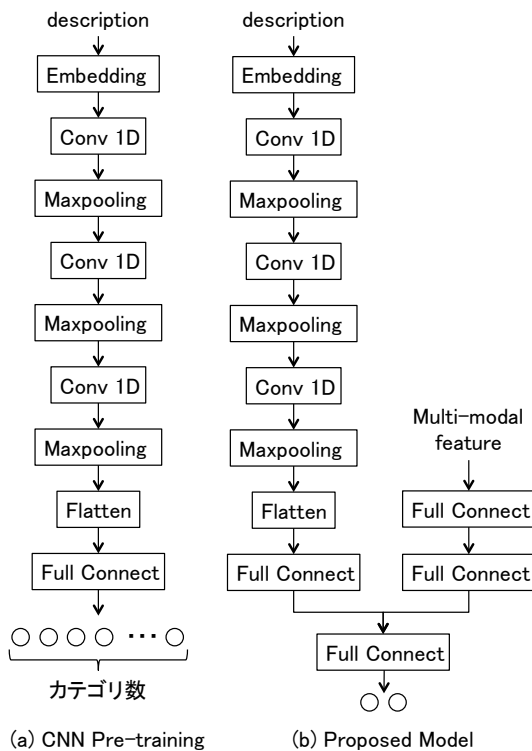 description
Embedding
Conv 1D
Maxpooling
Conv 1D
Maxpooling
Conv 1D
Maxpooling
Flatten
Full Connect
・・・
カテゴリ数
(a) CNN Pre-training
description
Embedding
Conv 1D
Maxpooling
Conv 1D
Maxpooling
Conv 1D
Maxpooling
Flatten
Full Connect
Multi-modal
feature
Full Connect
Full Connect
Full Connect
(b) Proposed Model